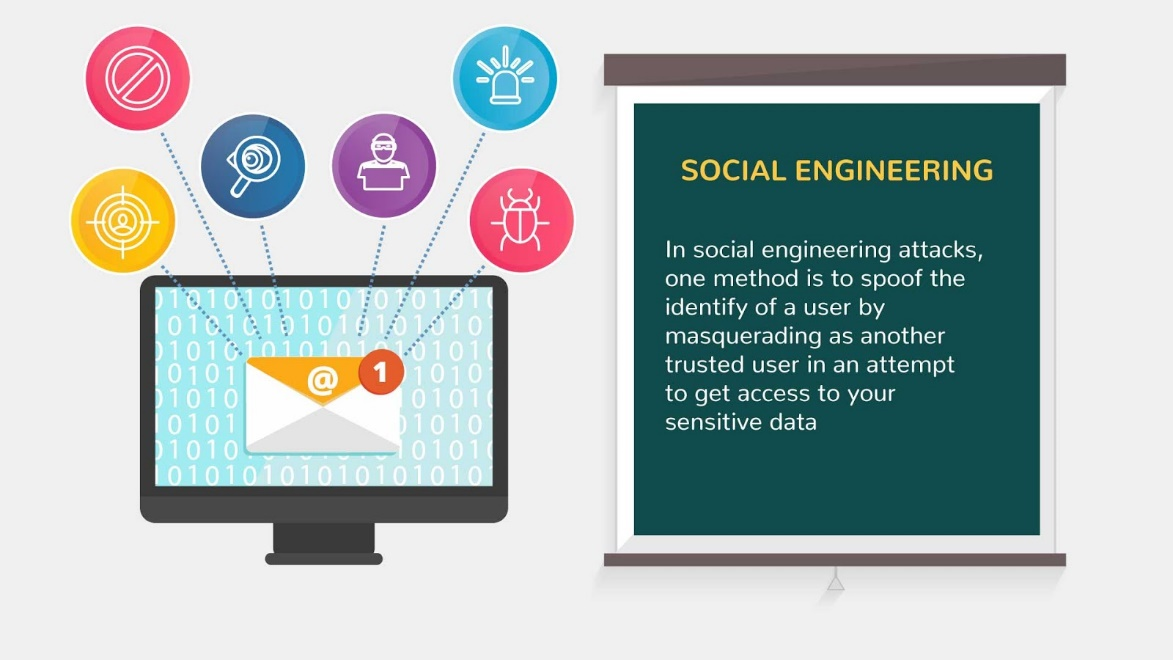 SOCIAL ENGINEERING
In social engineering attacks,
one method is to spoof the
identify of a user by
masquerading as another
trusted user in an attempt
to get access to your
sensitive data
@
1